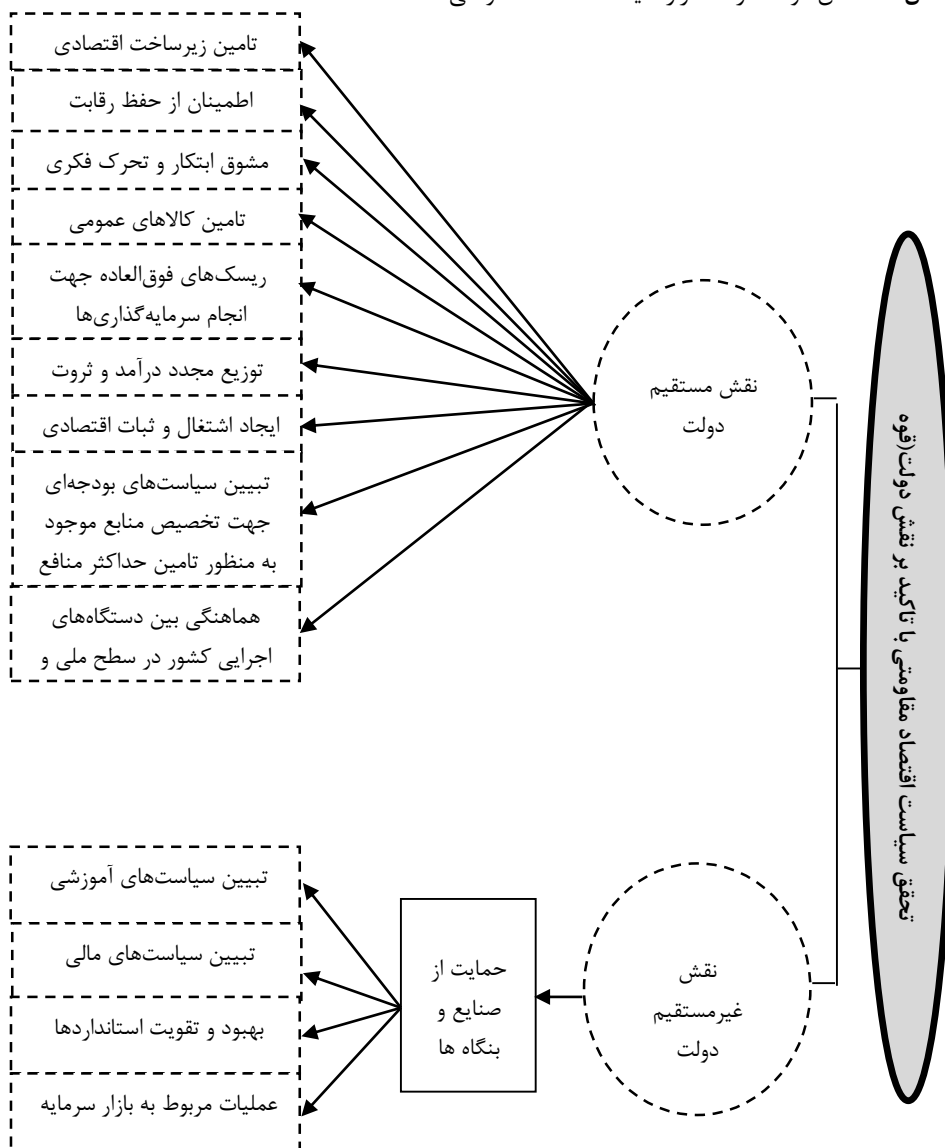 تامین زیرساخت اقتصادی
اطمینان از حفظ رقابت
مشوق ابتکار و تحرک فکری
تامین کالاهای عمومی
ریسک‌های فوق‌العاده جهت
انجام سرمایه‌گذاری‌ها
توزیع مجدد درآمد و ثروت
ایجاد اشتغال و ثبات اقتصادی
تبیین سیاست‌های بودجه‌ای
جهت تخصیص منابع موجود
به منظور تامین حداکثر منافع
هماهنگی بین دستگاه‌های
اجرایی کشور در سطح ملی و
نقش مستقیم
دولت
تحقق سیاست اقتصاد مقاومتی با تاکید بر نقش دولت(قوه
نقش
غیرمستقیم
دولت
حمایت از
صنایع و
بنگاه ها
تبیین سیاست‌های آموزشی
تبیین سیاست‌های مالی
بهبود و تقویت استانداردها
عملیات مربوط به بازار سرمایه